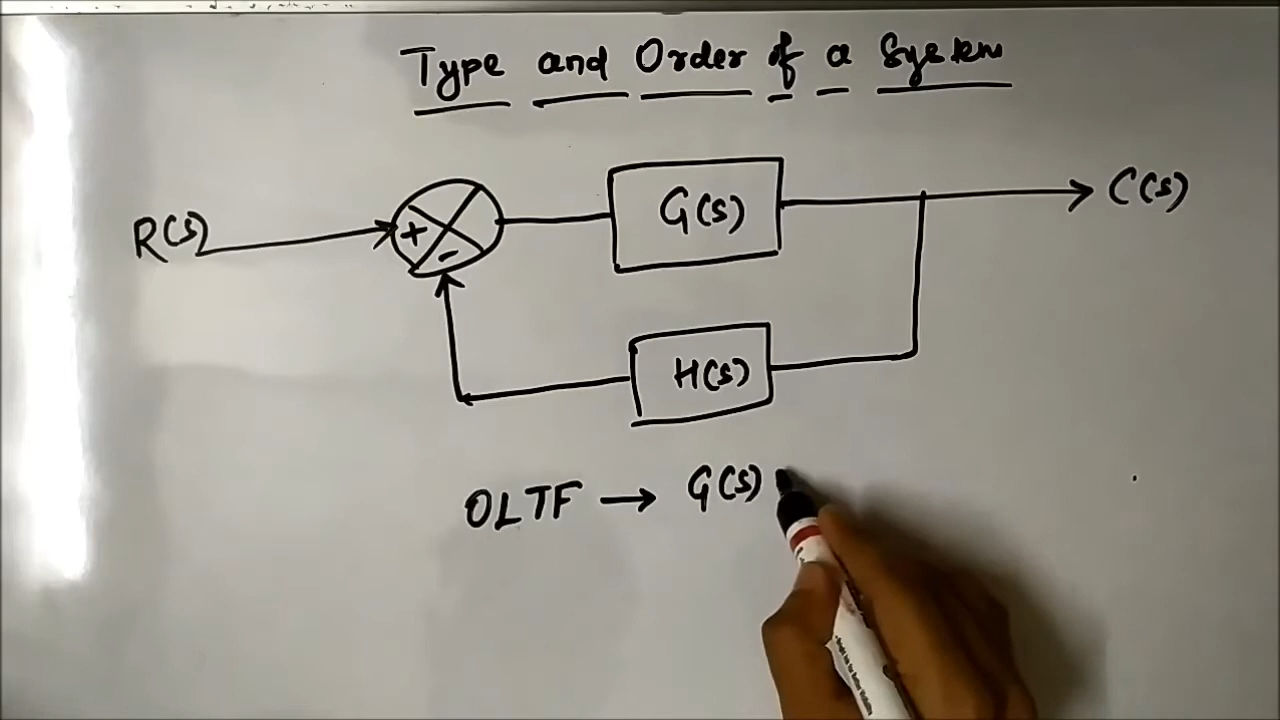 Type and Order of a System
R(s) + - G(s) C(s)
H(s)
OLTF → G(s)